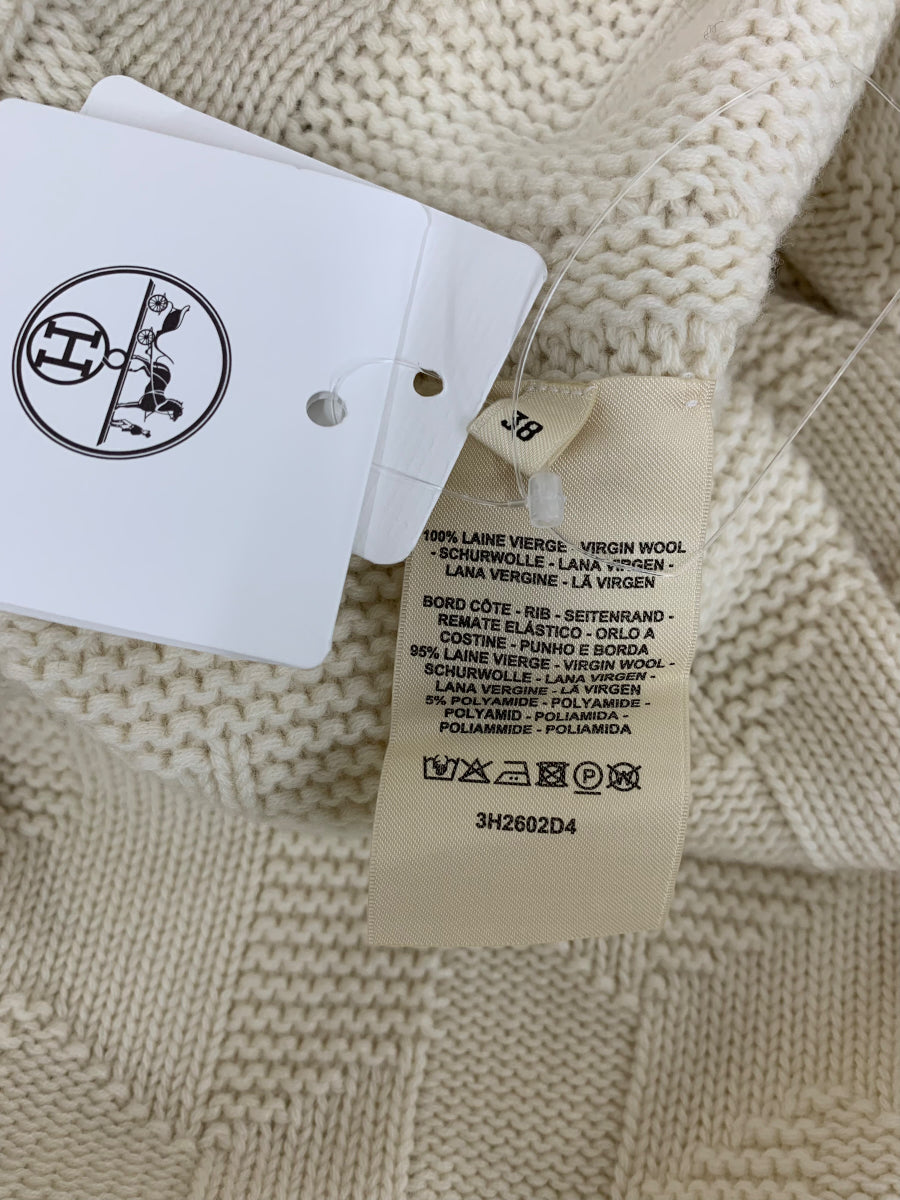 H
38
100% LAINE VIERGE - VIRGIN WOOL
- SCHURWOLLE - LANA VIRGEN -
LANA VERGINE - LÃ VIRGEN
BORD CÔTE - RIB - SEITENRAND -
REMATE ELÁSTICO - ORLO A
COSTINE - PUNHO E BORDA
95% LAINE VIERGE - VIRGIN WOOL -
SCHURWOLLE - LANA VIRGEN -
LANA VERGINE - LÃ VIRGEN
5% POLYAMIDE - POLYAMIDE -
POLYAMID - POLIAMIDA -
POLIAMMIDE - POLIAMIDA
P W
3H2602D4